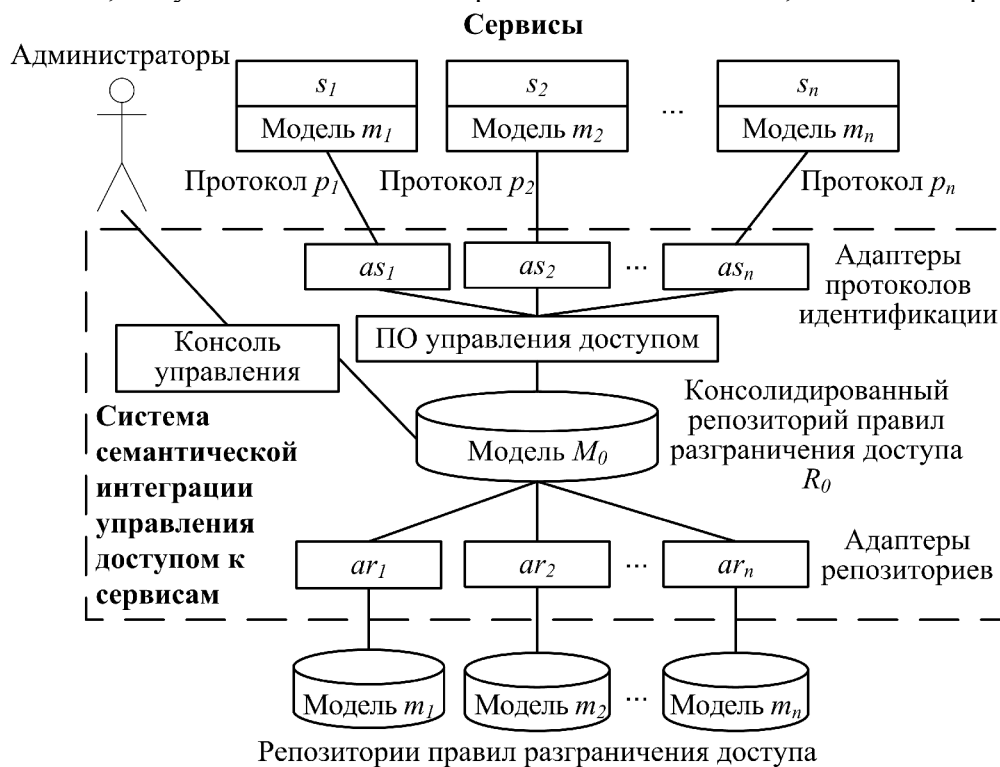 Сервисы
Администраторы
s1
s2
...
sn
Модель m1
Модель m2
Модель mn
Протокол p1
Протокол p2
Протокол pn
as1
as2
...
asn
Адаптеры
протоколов
идентификации
ПО управления доступом
Консоль
управления
Консолидированный
репозиторий правил
разграничения доступа
R0
Модель M0
Система
семантической
интеграции
управления
доступом к
сервисам
ar1
ar2
...
arn
Адаптеры
репозиториев
Модель m1
Модель m2
...
Модель mn
Репозитории правил разграничения доступа